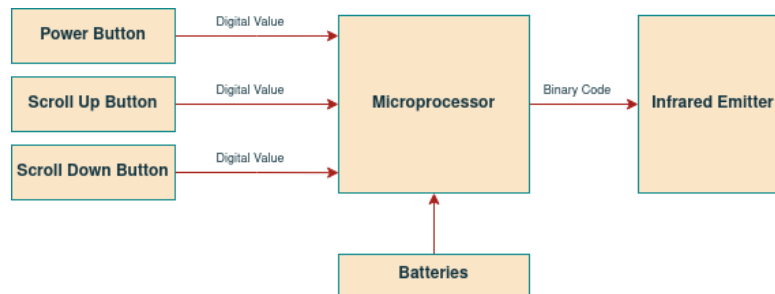 Power Button
Digital Value
Scroll Up Button
Digital Value
Scroll Down Button
Digital Value
Microprocessor
Binary Code
Infrared Emitter
Batteries